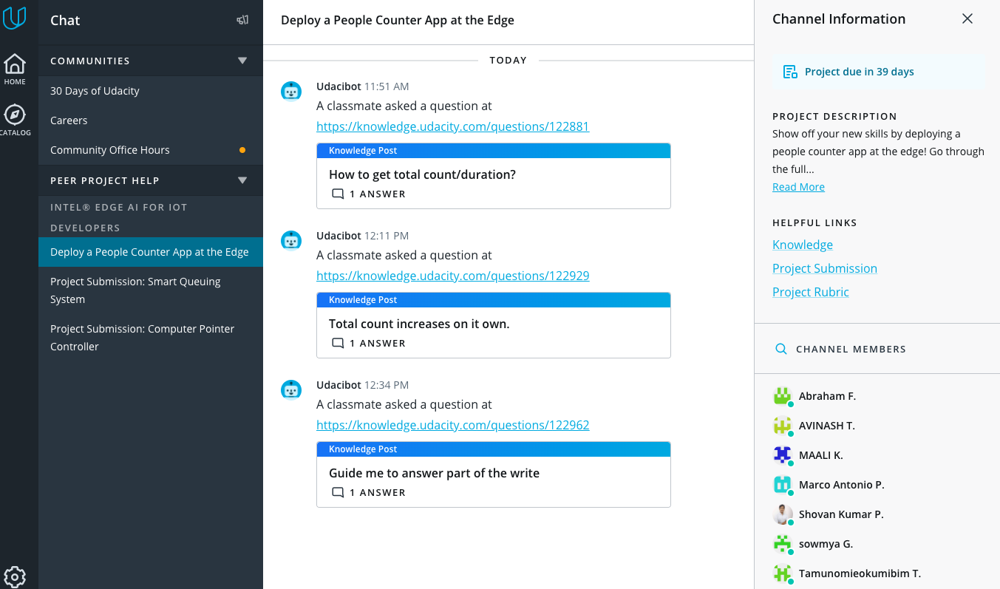 HOME
CATALOG
Chat
COMMUNITIES
30 Days of Udacity
Careers
Community Office Hours
PEER PROJECT HELP
INTEL® EDGE AI FOR IOT
DEVELOPERS
Deploy a People Counter App at the Edge
Project Submission: Smart Queuing
System
Project Submission: Computer Pointer
Controller
Deploy a People Counter App at the Edge
TODAY
Udacibot 11:51 AM
A classmate asked a question at
https://knowledge.udacity.com/questions/122881
Knowledge Post
How to get total count/duration?
1 ANSWER
Udacibot 12:11 PM
A classmate asked a question at
https://knowledge.udacity.com/questions/122929
Knowledge Post
Total count increases on it own.
1 ANSWER
Udacibot 12:34 PM
A classmate asked a question at
https://knowledge.udacity.com/questions/122962
Knowledge Post
Guide me to answer part of the write
1 ANSWER
Channel Information
Project due in 39 days
PROJECT DESCRIPTION
Show off your new skills by deploying a
people counter app at the edge! Go through
the full...
Read More
HELPFUL LINKS
Knowledge
Project Submission
Project Rubric
CHANNEL MEMBERS
Abraham F.
AVINASH T.
MAALI K.
Marco Antonio P.
Shovan Kumar P.
sowmya G.
Tamunomieokumibim T.